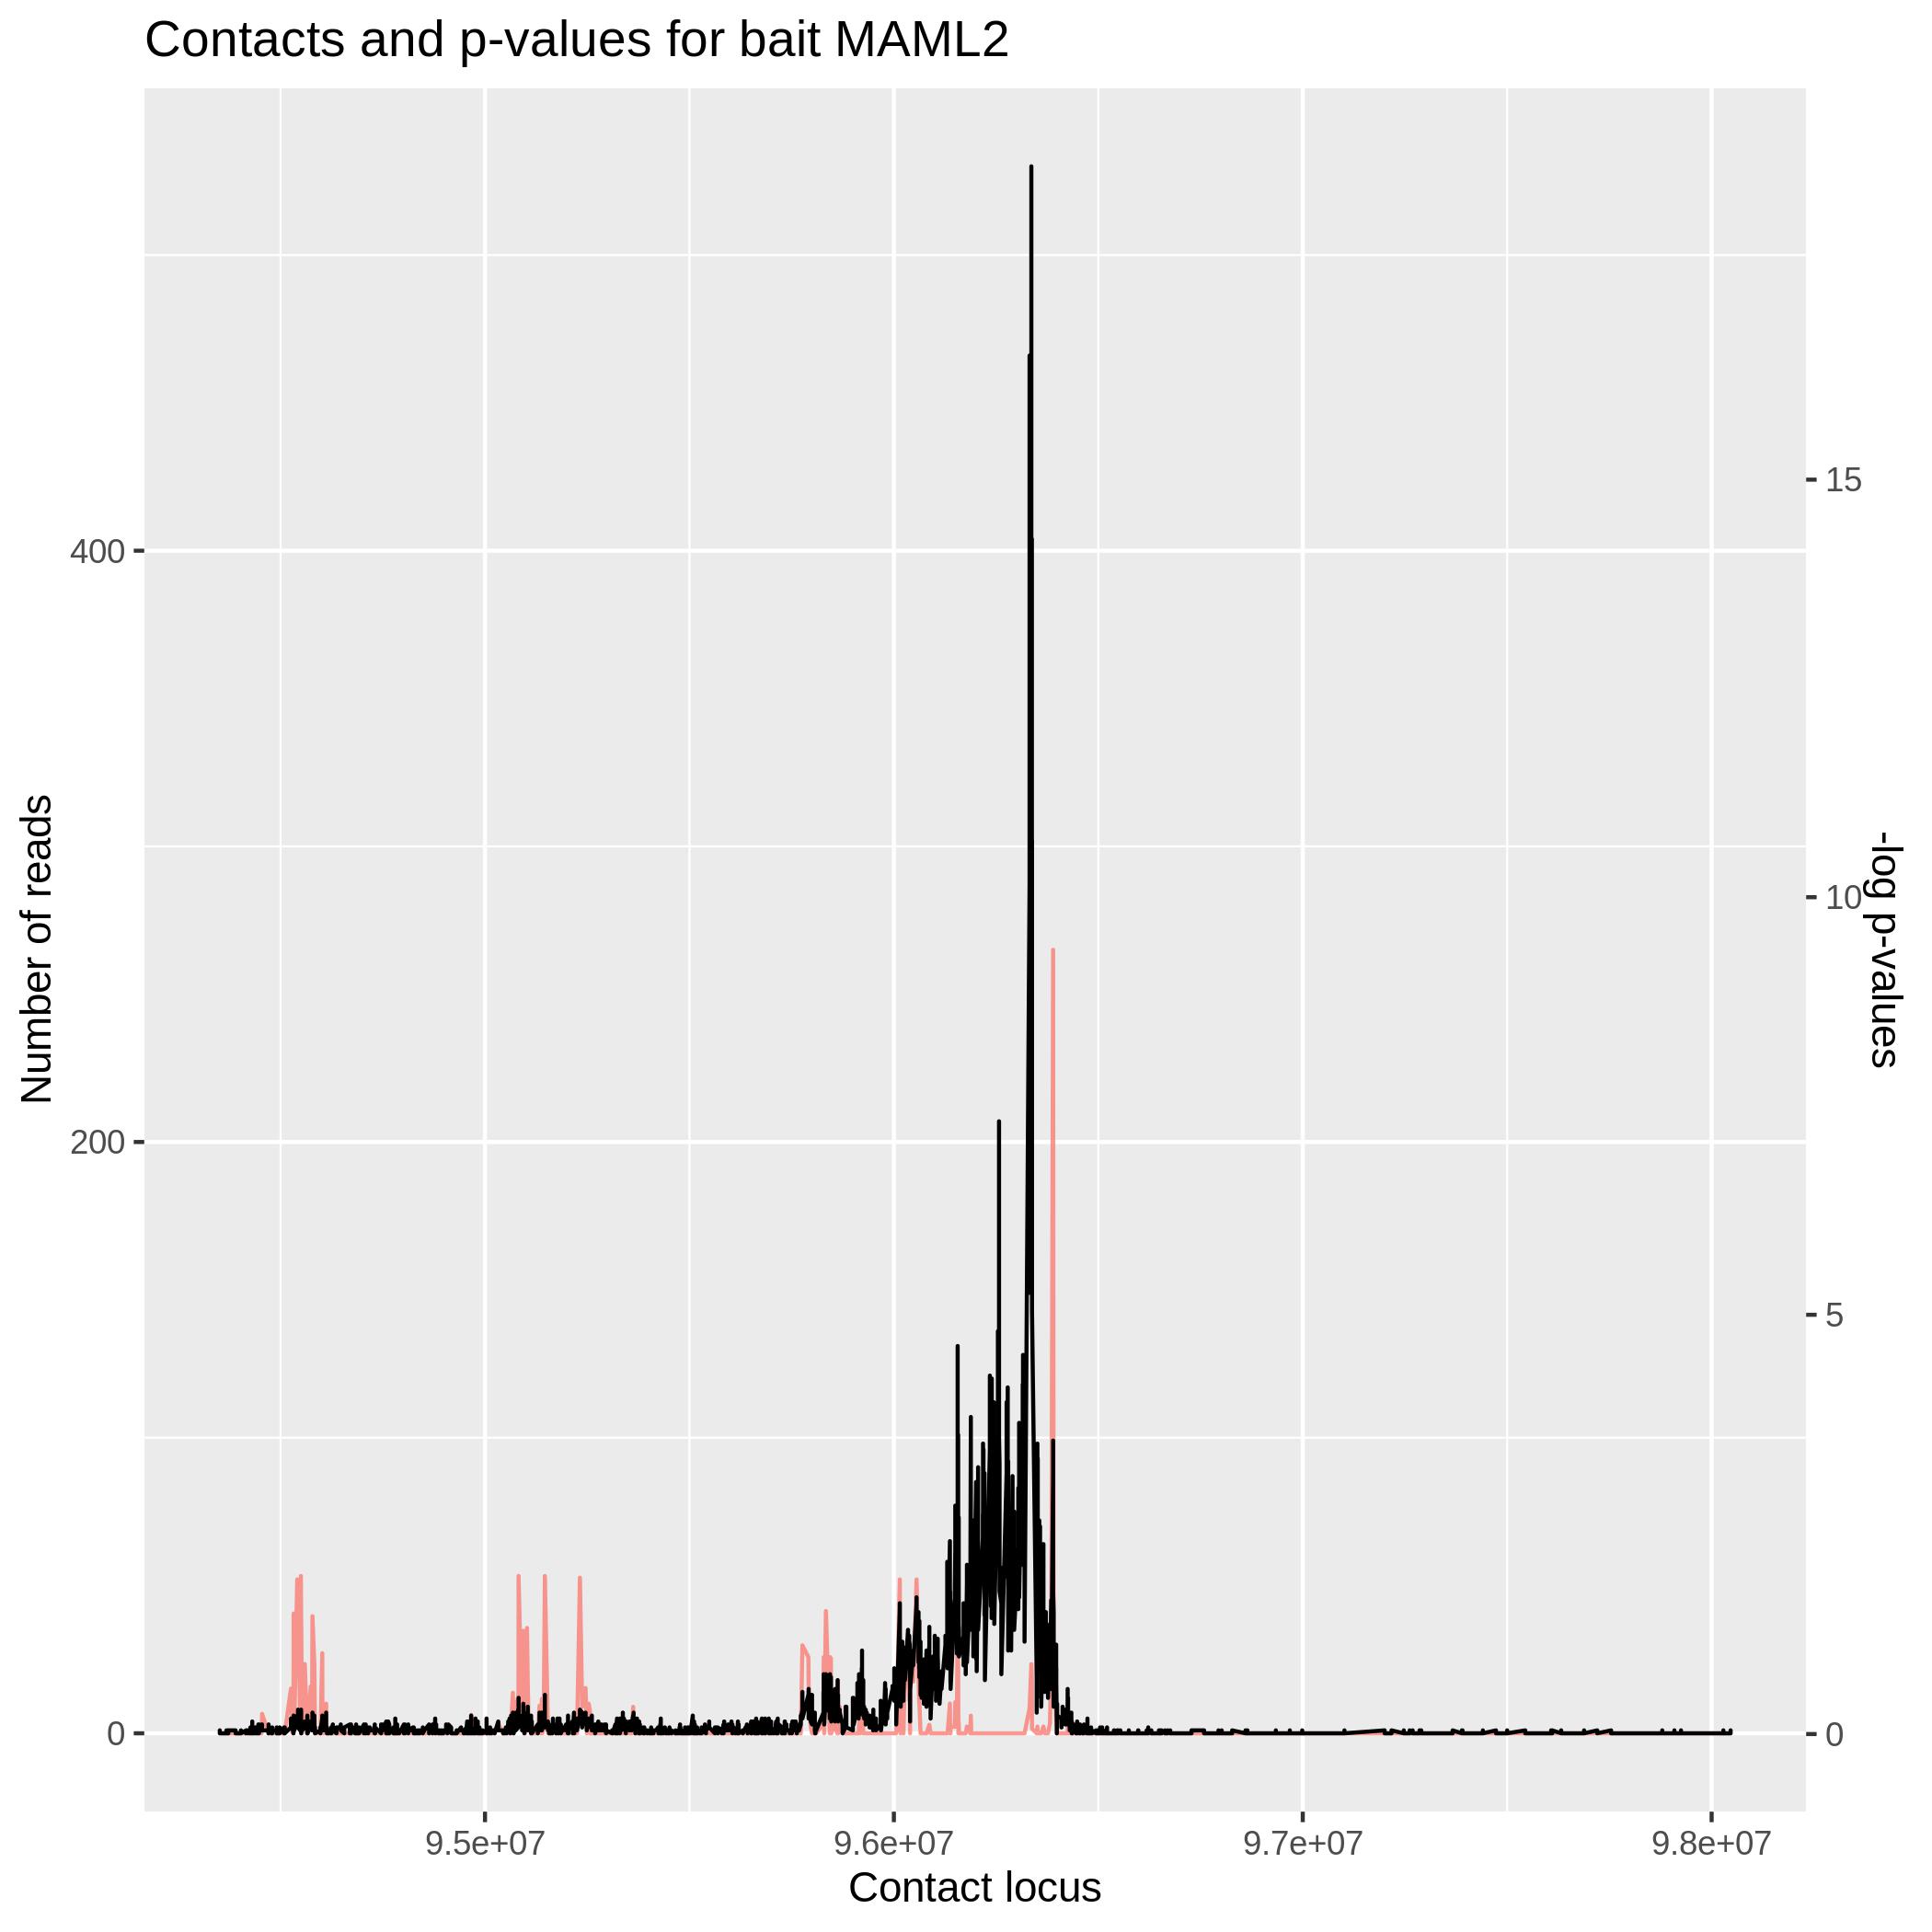 Contacts and p-values for bait MAML2
Number of reads
400
200
0
15
10
5
0
-log p-values
9.5e+07
9.6e+07
9.7e+07
9.8e+07
Contact locus